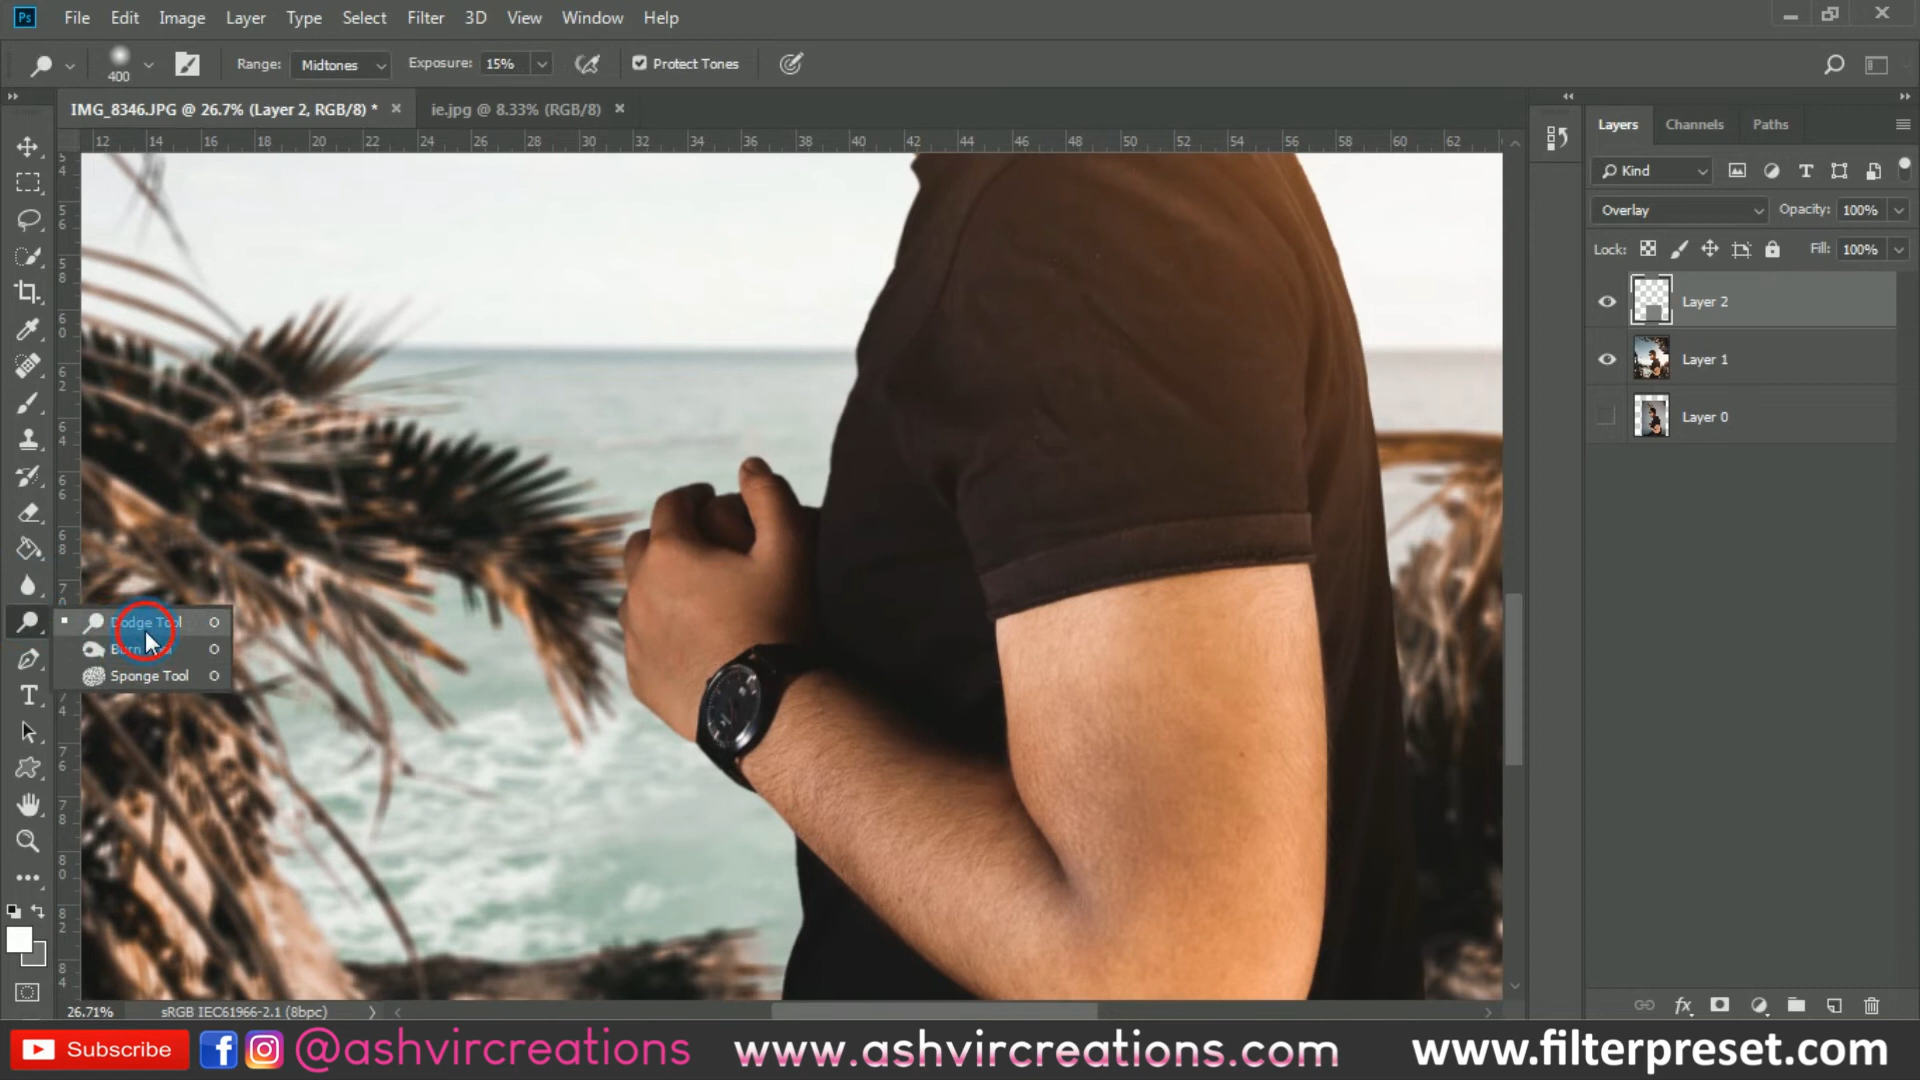 Ps File Edit Image Layer Type Select Filter 3D View Window Help
400 Range: Midtones Exposure: 15% Protect Tones
IMG_8346.JPG @ 26.7% (Layer 2, RGB/8) * ie.jpg @ 8.33% (RGB/8)
12 14 16 18 20 22 24 26 28 30 32 34 36 38 40 42 44 46 48 50 52 54 56 58 60 62
Layers Channels Paths
Kind
Overlay Opacity: 100%
Lock: Fill: 100%
Layer 2
Layer 1
Layer 0
Dodge Tool O
Burn Tool O
Sponge Tool O
26.71% sRGB IEC61966-2.1 (8bpc)
Subscribe @ashvircreations www.ashvircreations.com www.filterpreset.com